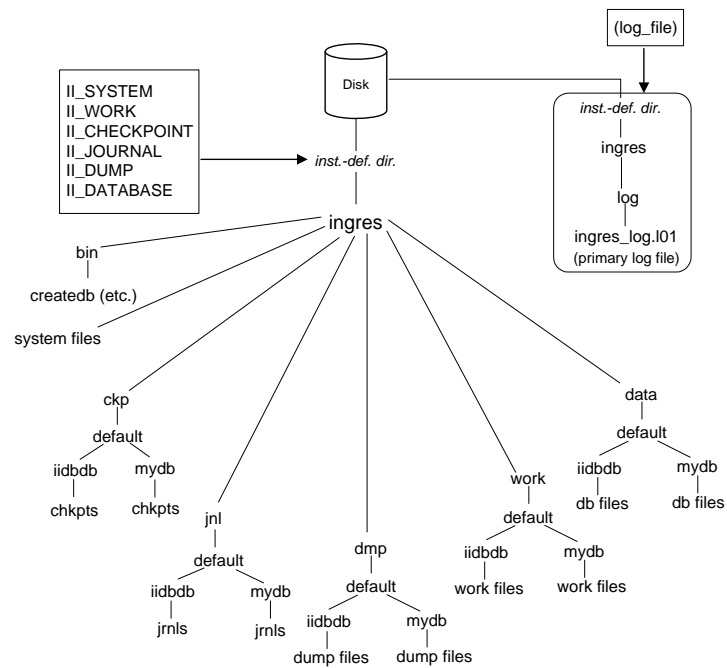 (log_file)
II_SYSTEM
II_WORK
II_CHECKPOINT
II_JOURNAL
II_DUMP
II_DATABASE
Disk
inst.-def. dir.
inst.-def. dir.
ingres
log
ingres_log.l01
(primary log file)
ingres
bin
createdb (etc.)
system files
ckp
default
iidbdb
mydb
chkpts
chkpts
jnl
default
iidbdb
mydb
jrnls
jrnls
dmp
default
iidbdb
mydb
dump files
dump files
work
default
iidbdb
mydb
work files
work files
data
default
iidbdb
mydb
db files
db files